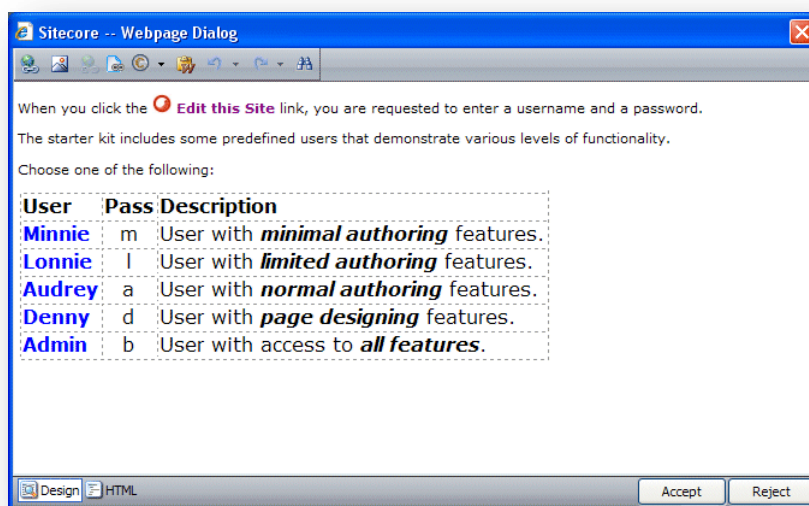 Sitecore -- Webpage Dialog
When you click the Edit this Site link, you are requested to enter a username and a password.
The starter kit includes some predefined users that demonstrate various levels of functionality.
Choose one of the following:
User Pass Description
Minnie m User with minimal authoring features.
Lonnie l User with limited authoring features.
Audrey a User with normal authoring features.
Denny d User with page designing features.
Admin b User with access to all features.
Design HTML Accept Reject